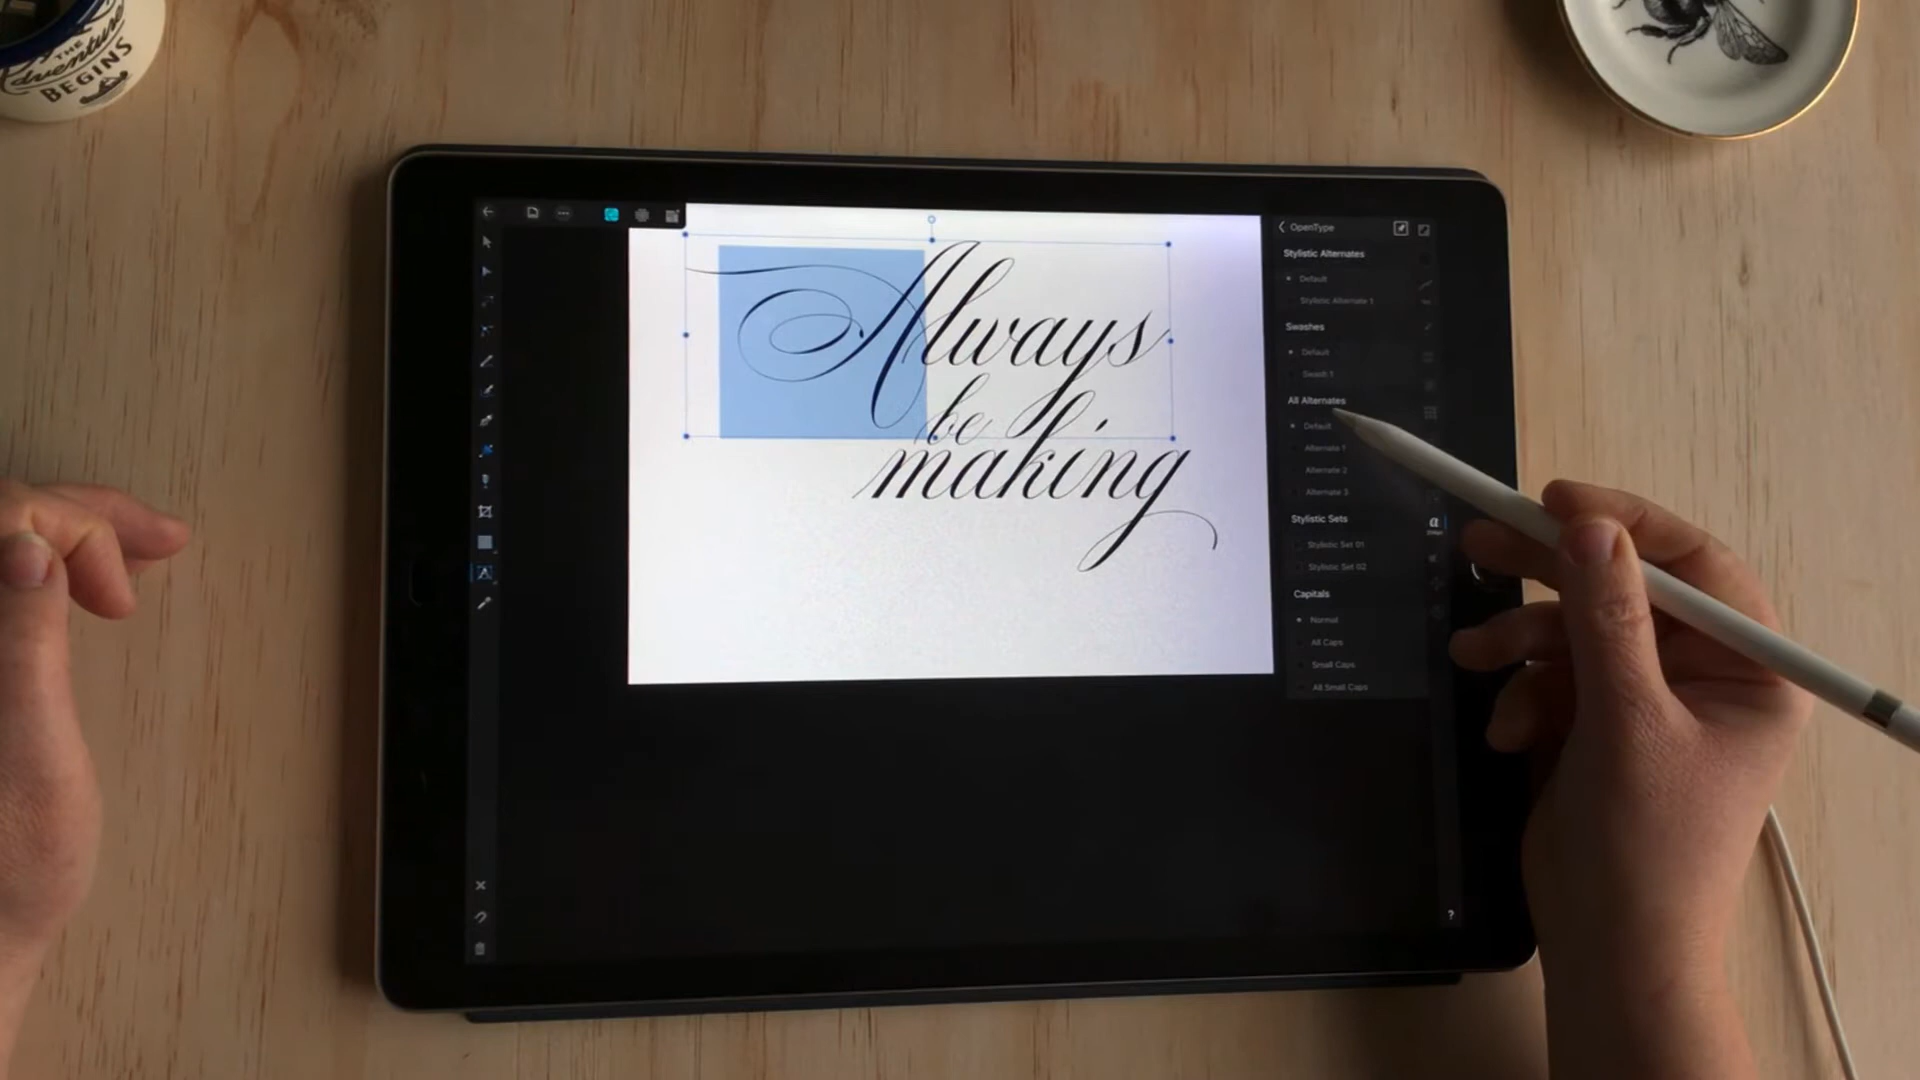 THE
Adventure
BEGINS
OpenType
Stylistic Alternates
Default
Stylistic Alternate 1
Swashes
Default
Swash 1
All Alternates
Default
Alternate 1
Alternate 2
Alternate 3
Stylistic Sets
Stylistic Set 01
Stylistic Set 02
Capitals
Normal
All Caps
Small Caps
All Small Caps
Always
be
making
a
?